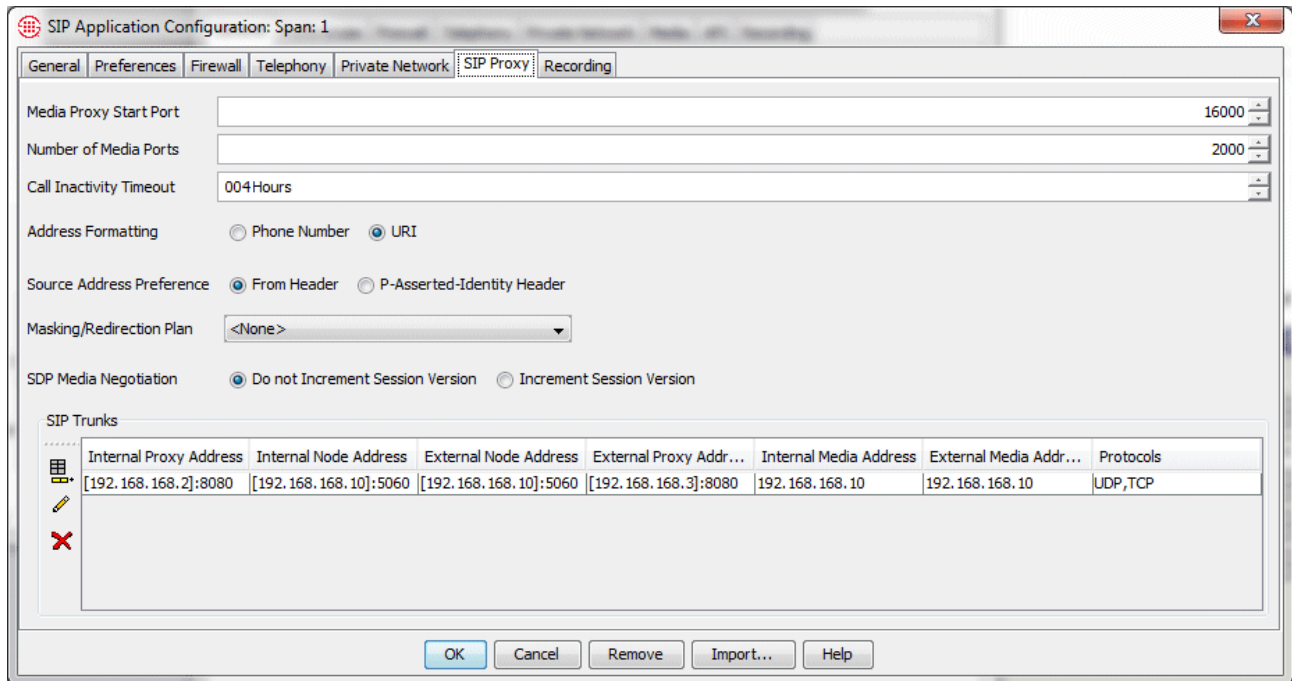 SIP Application Configuration: Span: 1
General Preferences Firewall Telephony Private Network SIP Proxy Recording
Media Proxy Start Port 16000
Number of Media Ports 2000
Call Inactivity Timeout 004Hours
Address Formatting Phone Number URI
Source Address Preference From Header P-Asserted-Identity Header
Masking/Redirection Plan <None>
SDP Media Negotiation Do not Increment Session Version Increment Session Version
SIP Trunks
Internal Proxy Address Internal Node Address External Node Address External Proxy Addr... Internal Media Address External Media Addr... Protocols
[192.168.168.2]:8080 [192.168.168.10]:5060 [192.168.168.10]:5060 [192.168.168.3]:8080 192.168.168.10 192.168.168.10 UDP,TCP
OK Cancel Remove Import... Help